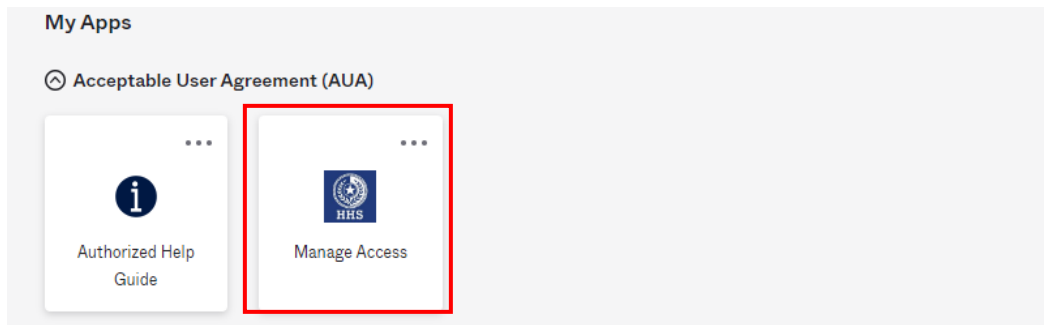 My Apps
Acceptable User Agreement (AUA)
Authorized Help
Guide
HHS
Manage Access